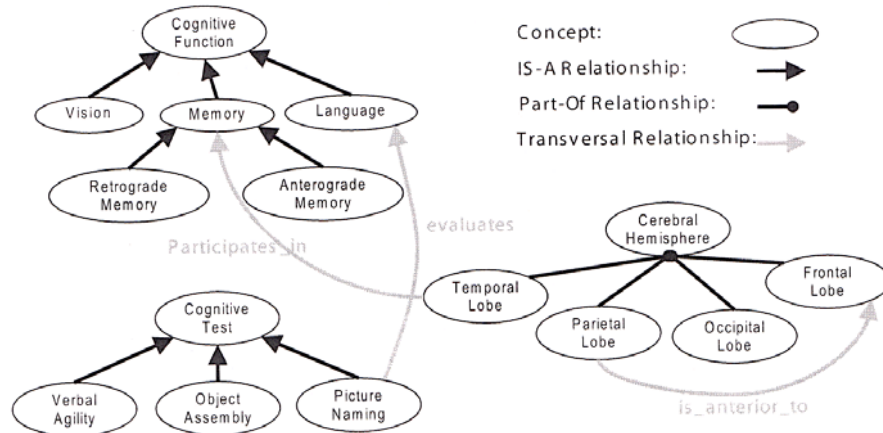 Cognitive
Function
Vision
Memory
Language
Retrograde
Memory
Anterograde
Memory
Participates_in
evaluates
Cognitive
Test
Verbal
Agility
Object
Assembly
Picture
Naming
Concept:
IS-A Relationship:
Part-Of Relationship:
Transversal Relationship:
Cerebral
Hemisphere
Temporal
Lobe
Parietal
Lobe
Occipital
Lobe
Frontal
Lobe
is_anterior_to